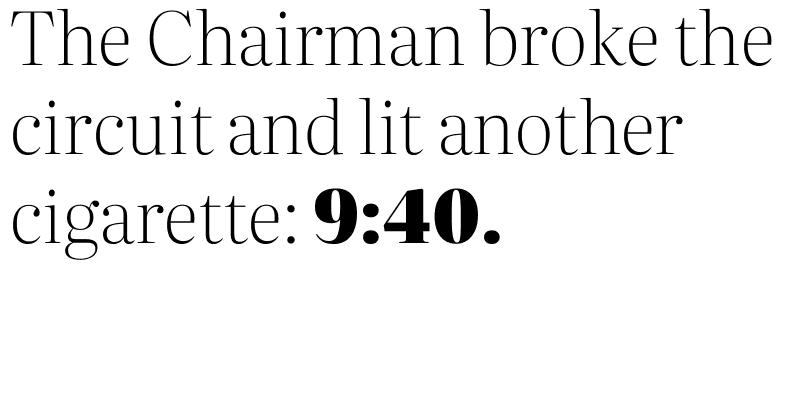 The Chairman broke the
circuit and lit another
cigarette: 9:40.